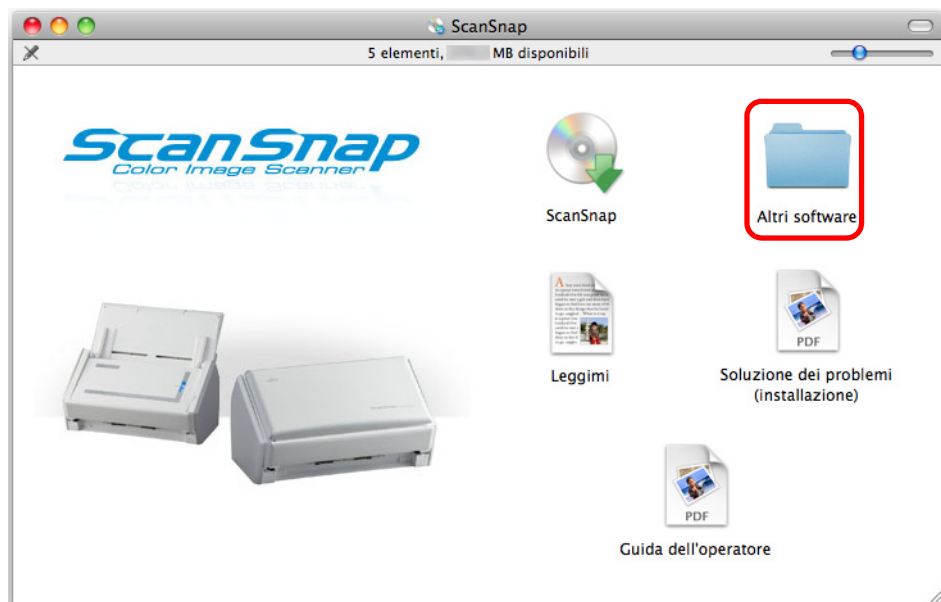 ScanSnap
5 elementi, MB disponibili
ScanSnap
Color Image Scanner
ScanSnap
Altri software
Leggimi
PDF
Soluzione dei problemi
(installazione)
PDF
Guida dell'operatore